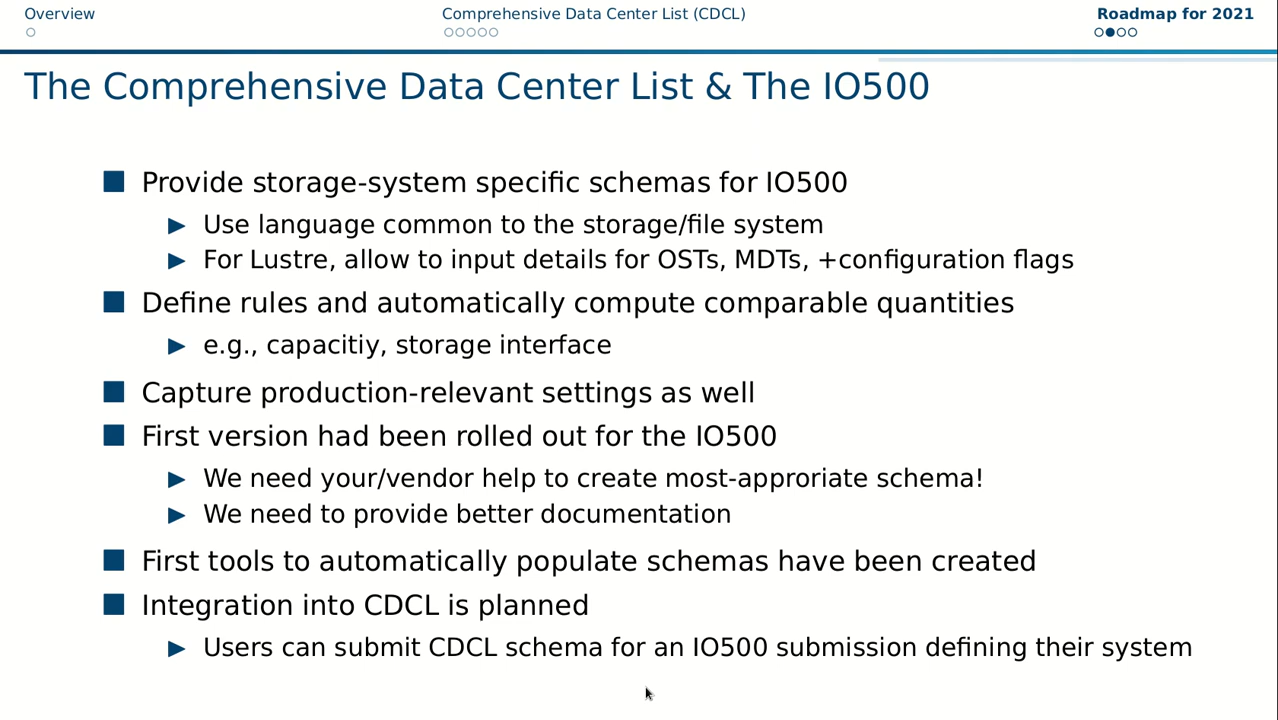 Overview
Comprehensive Data Center List (CDCL)
Roadmap for 2021
The Comprehensive Data Center List & The IO500
Provide storage-system specific schemas for IO500
Use language common to the storage/file system
For Lustre, allow to input details for OSTs, MDTs, +configuration flags
Define rules and automatically compute comparable quantities
e.g., capacitiy, storage interface
Capture production-relevant settings as well
First version had been rolled out for the IO500
We need your/vendor help to create most-approriate schema!
We need to provide better documentation
First tools to automatically populate schemas have been created
Integration into CDCL is planned
Users can submit CDCL schema for an IO500 submission defining their system